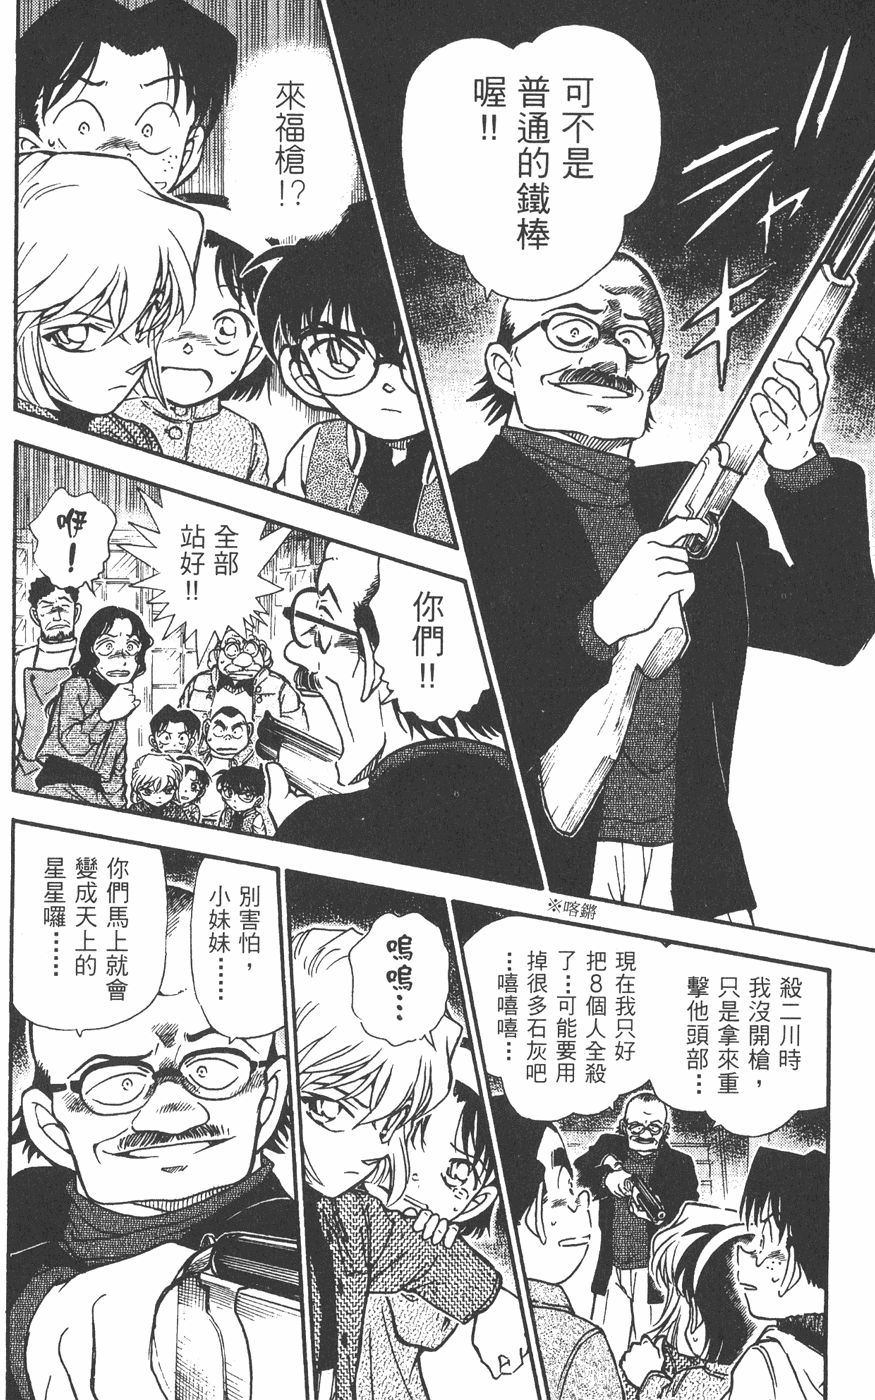 可不是
普通的鐵棒
喔!!
來福槍!?
你們!!
全部
站好!!
咿!
※喀鏘
殺二川時
我沒開槍,
只是拿來重
擊他頭部…
現在我只好
把8個人全殺
了…可能要用
掉很多石灰吧
…嘻嘻嘻…
嗚嗚…
別害怕,
小妹妹……
你們馬上就會
變成天上的
星星囉……